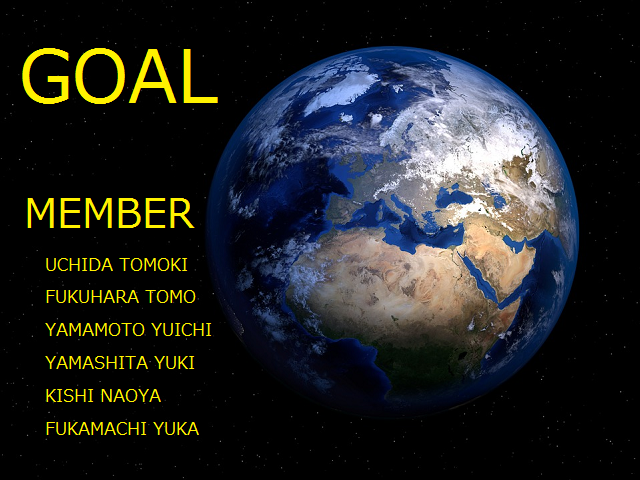 GOAL
MEMBER
UCHIDA TOMOKI
FUKUHARA TOMO
YAMAMOTO YUICHI
YAMASHITA YUKI
KISHI NAOYA
FUKAMACHI YUKA